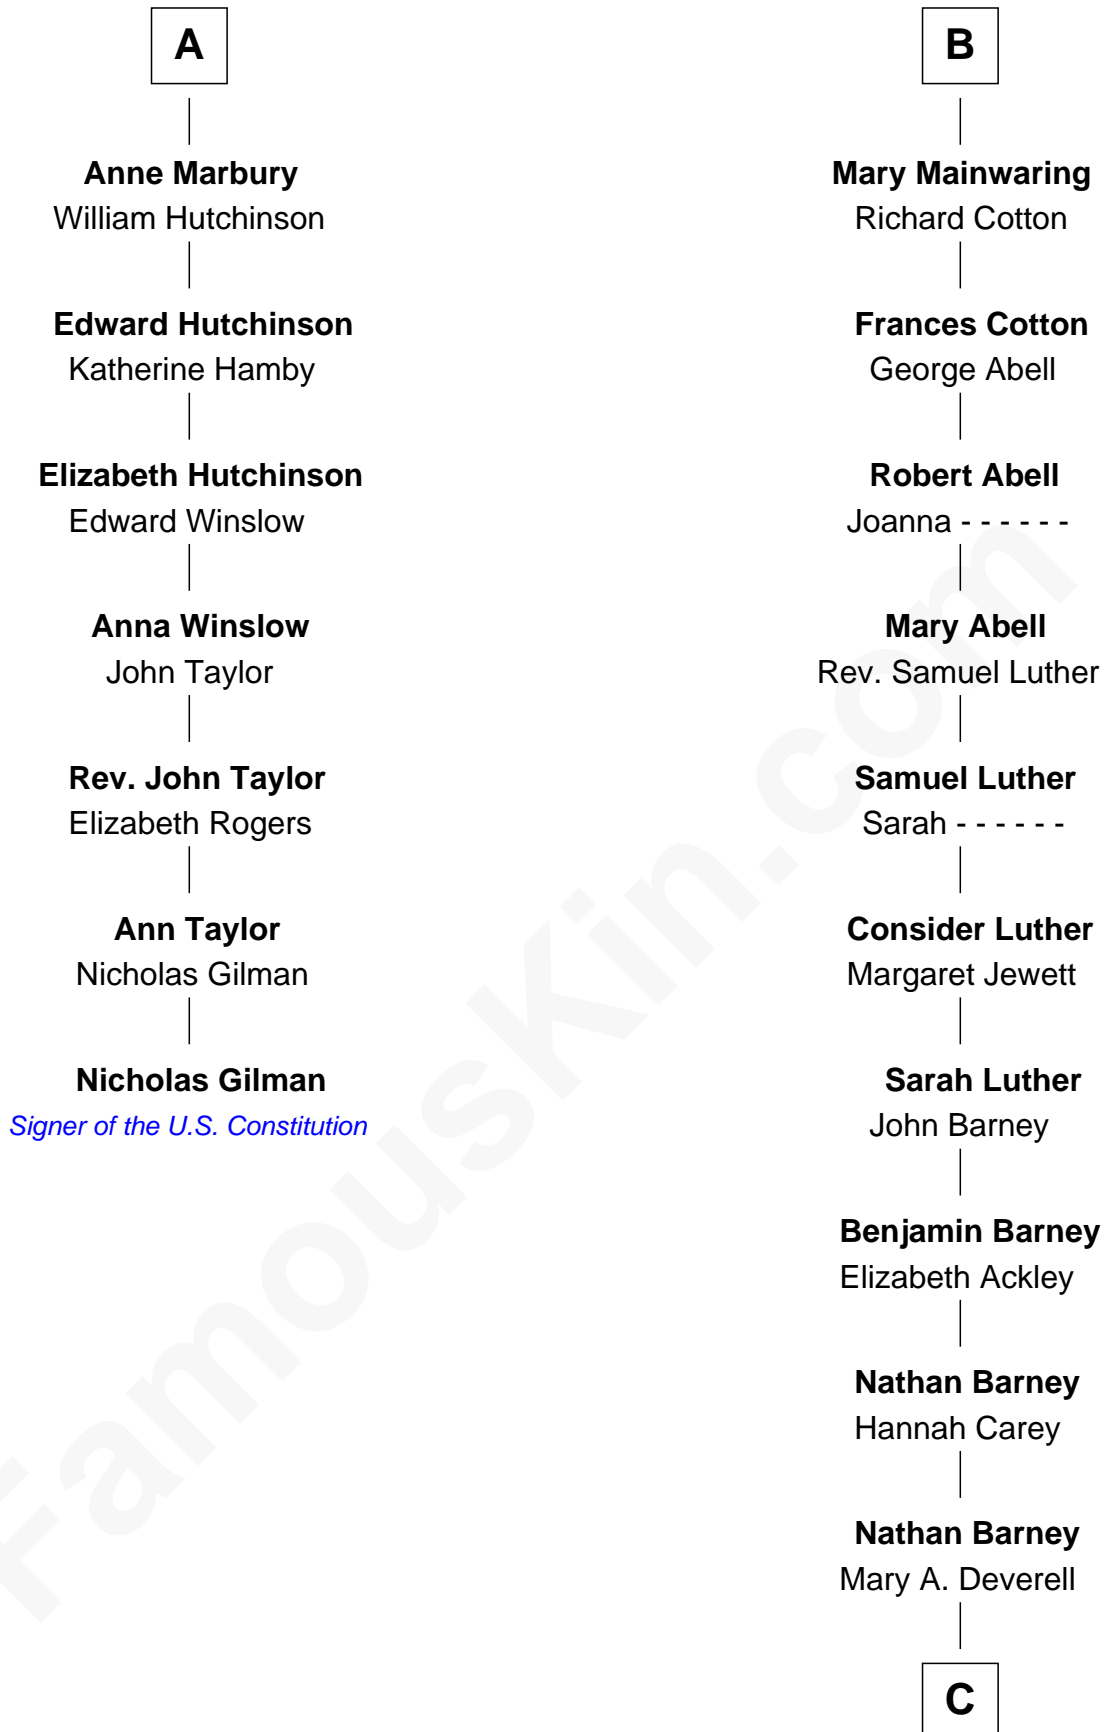 A
Anne Marbury
William Hutchinson
Edward Hutchinson
Katherine Hamby
Elizabeth Hutchinson
Edward Winslow
Anna Winslow
John Taylor
Rev. John Taylor
Elizabeth Rogers
Ann Taylor
Nicholas Gilman
Nicholas Gilman
Signer of the U.S. Constitution
B
Mary Mainwaring
Richard Cotton
Frances Cotton
George Abell
Robert Abell
Joanna - - - - - -
Mary Abell
Rev. Samuel Luther
Samuel Luther
Sarah - - - - - -
Consider Luther
Margaret Jewett
Sarah Luther
John Barney
Benjamin Barney
Elizabeth Ackley
Nathan Barney
Hannah Carey
Nathan Barney
Mary A. Deverell
C
FamousKin.com